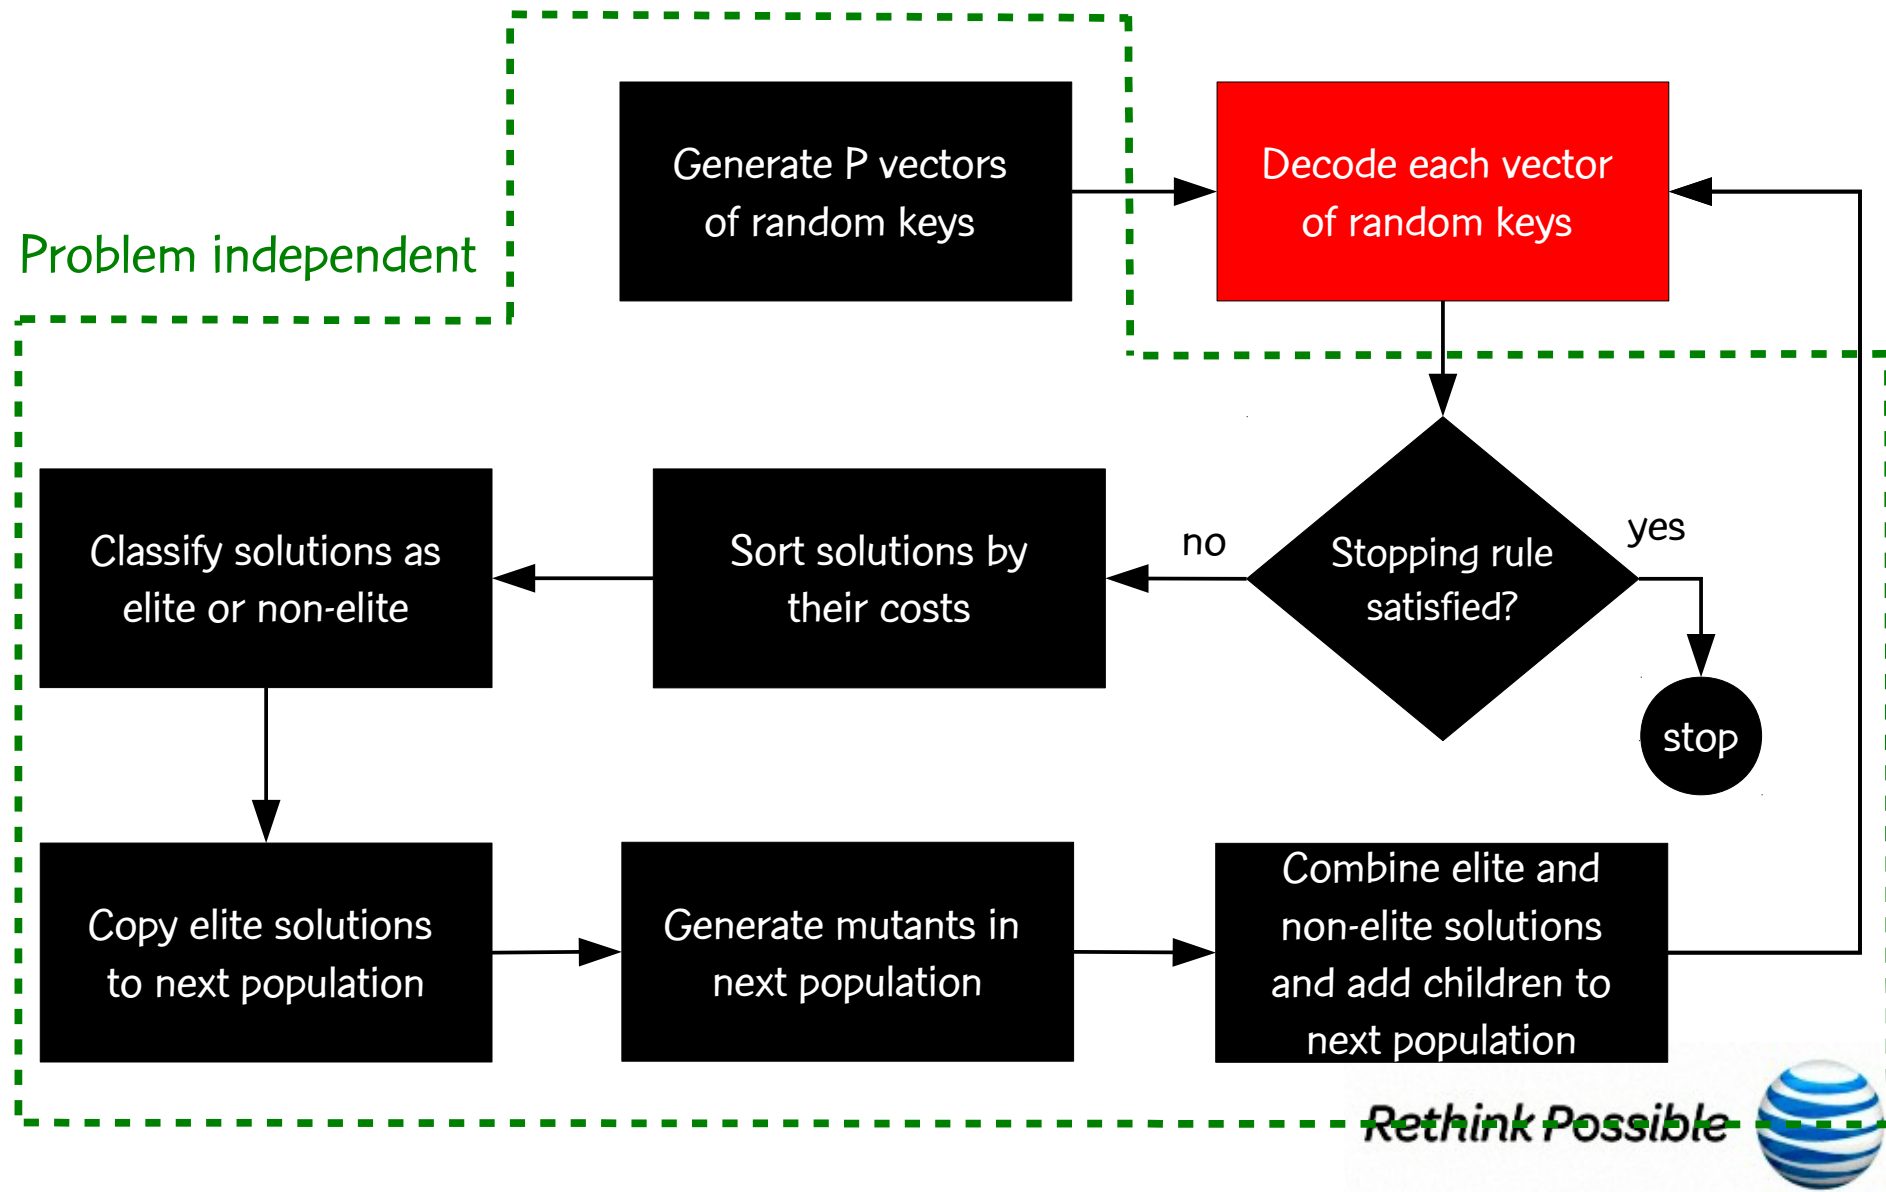 Problem independent
Generate P vectors
of random keys
Decode each vector
of random keys
Classify solutions as
elite or non-elite
Sort solutions by
their costs
no
Stopping rule
satisfied?
yes
stop
Copy elite solutions
to next population
Generate mutants in
next population
Combine elite and
non-elite solutions
and add children to
next population
Rethink Possible